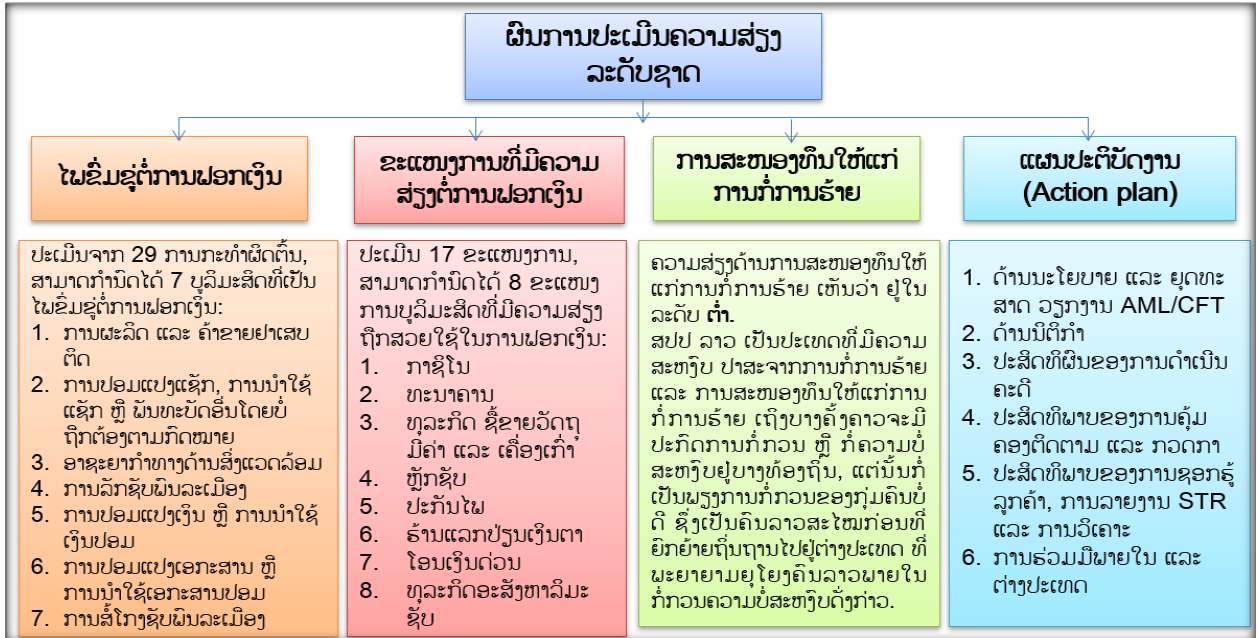 ຜົນການປະເມີນຄວາມສ່ຽງ
ລະດັບຊາດ
ໄພຂົ່ມຂູ່ຕໍ່ການຟອກເງິນ
ປະເມີນຈາກ 29 ການກະທຳຜິດຕົ້ນ,
ສາມາດກຳນົດໄດ້ 7 ບູລິມະສິດທີ່ເປັນ
ໄພຂົ່ມຂູ່ຕໍ່ການຟອກເງິນ:
1. ການຜະລິດ ແລະ ຄ້າຂາຍຢາເສບ
ຕິດ
2. ການປອມແປງແຊັກ, ການນຳໃຊ້
ແຊັກ ຫຼື ພັນທະບັດອື່ນໂດຍບໍ່
ຖືກຕ້ອງຕາມກົດໝາຍ
3. ອາຊະຍາກຳທາງດ້ານສິ່ງແວດລ້ອມ
4. ການລັກຊັບພົນລະເມືອງ
5. ການປອມແປງເງິນ ຫຼື ການນຳໃຊ້
ເງິນປອມ
6. ການປອມແປງເອກະສານ ຫຼື
ການນຳໃຊ້ເອກະສານປອມ
7. ການສໍ້ໂກງຊັບພົນລະເມືອງ
ຂະແໜງການທີ່ມີຄວາມ
ສ່ຽງຕໍ່ການຟອກເງິນ
ປະເມີນ 17 ຂະແໜງການ,
ສາມາດກຳນົດໄດ້ 8 ຂະແໜງ
ການບູລິມະສິດທີ່ມີຄວາມສ່ຽງ
ຖືກສວຍໃຊ້ໃນການຟອກເງິນ:
1. ກາຊິໂນ
2. ທະນາຄານ
3. ທຸລະກິດ ຊື້ຂາຍວັດຖຸ
ມີຄ່າ ແລະ ເຄື່ອງເກົ່າ
4. ຫຼັກຊັບ
5. ປະກັນໄພ
6. ຮ້ານແລກປ່ຽນເງິນຕາ
7. ໂອນເງິນດ່ວນ
8. ທຸລະກິດອະສັງຫາລິມະ
ຊັບ
ການສະໜອງທຶນໃຫ້ແກ່
ການກໍ່ການຮ້າຍ
ຄວາມສ່ຽງດ້ານການສະໜອງທຶນໃຫ້
ແກ່ການກໍ່ການຮ້າຍ ເຫັນວ່າ ຢູ່ໃນ
ລະດັບ ຕໍ່າ.
ສປປ ລາວ ເປັນປະເທດທີ່ມີຄວາມ
ສະຫງົບ ປາສະຈາກການກໍ່ການຮ້າຍ
ແລະ ການສະໜອງທຶນໃຫ້ແກ່ການ
ກໍ່ການຮ້າຍ ເຖິງບາງຄັ້ງຄາວຈະມີ
ປະກົດການກໍ່ກວນ ຫຼື ກໍ່ຄວາມບໍ່
ສະຫງົບຢູ່ບາງທ້ອງຖິ່ນ, ແຕ່ນັ້ນກໍ່
ເປັນພຽງການກໍ່ກວນຂອງກຸ່ມຄົນບໍ່
ດີ ຊຶ່ງເປັນຄົນລາວສະໄໝກ່ອນທີ່
ຍົກຍ້າຍຖິ່ນຖານໄປຢູ່ຕ່າງປະເທດ ທີ່
ພະຍາຍາມຍຸໂຍງຄົນລາວພາຍໃນ
ກໍ່ກວນຄວາມບໍ່ສະຫງົບດັ່ງກ່າວ.
ແຜນປະຕິບັດງານ
(Action plan)
1. ດ້ານນະໂຍບາຍ ແລະ ຍຸດທະ
ສາດ ວຽກງານ AML/CFT
2. ດ້ານນິຕິກຳ
3. ປະສິດທິຜົນຂອງການດຳເນີນ
ຄະດີ
4. ປະສິດທິພາບຂອງການຄຸ້ມ
ຄອງຕິດຕາມ ແລະ ກວດກາ
5. ປະສິດທິພາບຂອງການຊອກຮູ້
ລູກຄ້າ, ການລາຍງານ STR
ແລະ ການວິເຄາະ
6. ການຮ່ວມມືພາຍໃນ ແລະ
ຕ່າງປະເທດ